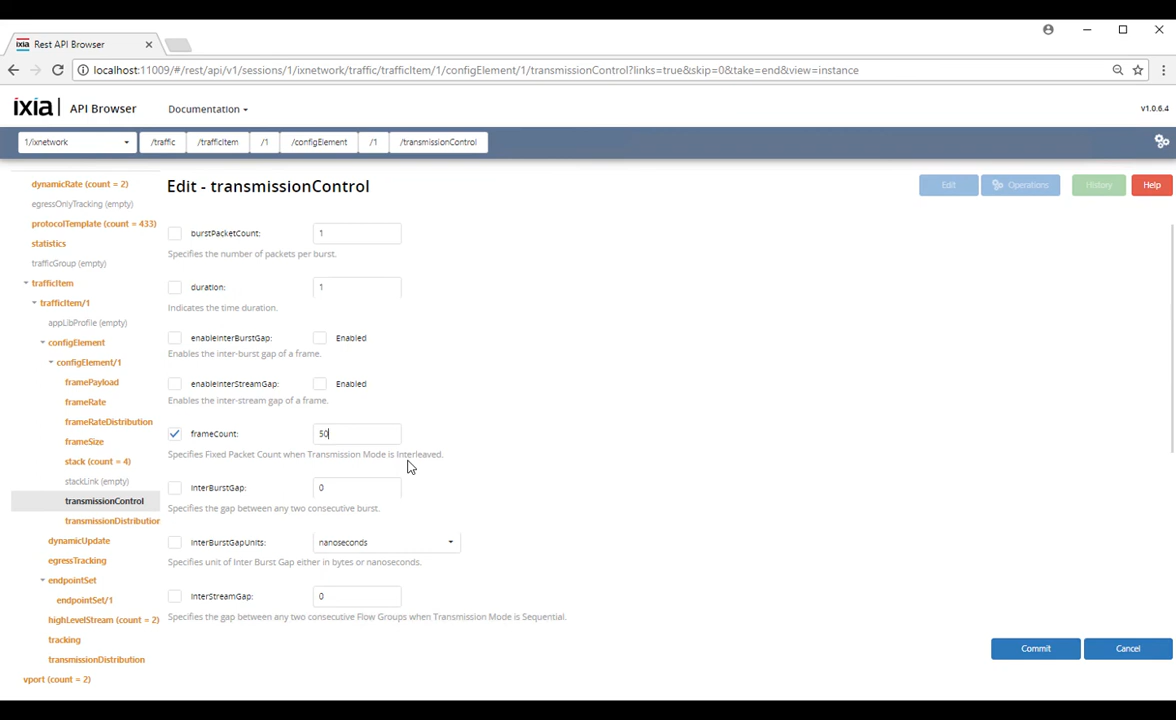 ixia Rest API Browser
localhost:11009/#/rest/api/v1/sessions/1/ixnetwork/traffic/trafficItem/1/configElement/1/transmissionControl?links=true&skip=0&take=end&view=instance
ixia API Browser Documentation v1.0.6.4
1/ixnetwork /traffic /trafficItem /1 /configElement /1 /transmissionControl
dynamicRate (count = 2)
egressOnlyTracking (empty)
protocolTemplate (count = 433)
statistics
trafficGroup (empty)
trafficItem
trafficItem/1
appLibProfile (empty)
configElement
configElement/1
framePayload
frameRate
frameRateDistribution
frameSize
stack (count = 4)
stackLink (empty)
transmissionControl
transmissionDistribution
dynamicUpdate
egressTracking
endpointSet
endpointSet/1
highLevelStream (count = 2)
tracking
transmissionDistribution
vport (count = 2)
Edit - transmissionControl
Edit Operations History Help
burstPacketCount: 1
Specifies the number of packets per burst.
duration: 1
Indicates the time duration.
enableInterBurstGap: Enabled
Enables the inter-burst gap of a frame.
enableInterStreamGap: Enabled
Enables the inter-stream gap of a frame.
frameCount: 50
Specifies Fixed Packet Count when Transmission Mode is Interleaved.
interBurstGap: 0
Specifies the gap between any two consecutive burst.
interBurstGapUnits: nanoseconds
Specifies unit of Inter Burst Gap either in bytes or nanoseconds.
interStreamGap: 0
Specifies the gap between any two consecutive Flow Groups when Transmission Mode is Sequential.
Commit Cancel